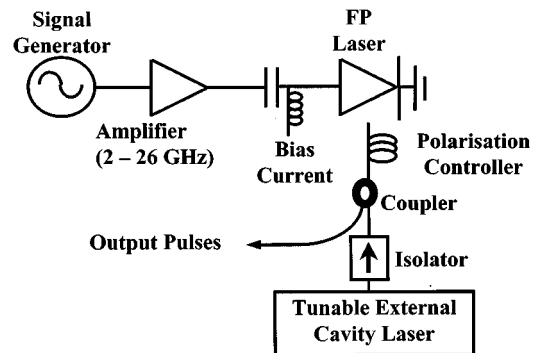 Signal
Generator
FP
Laser
Amplifier
(2 – 26 GHz)
Bias
Current
Polarisation
Controller
Coupler
Output Pulses
Isolator
Tunable External
Cavity Laser